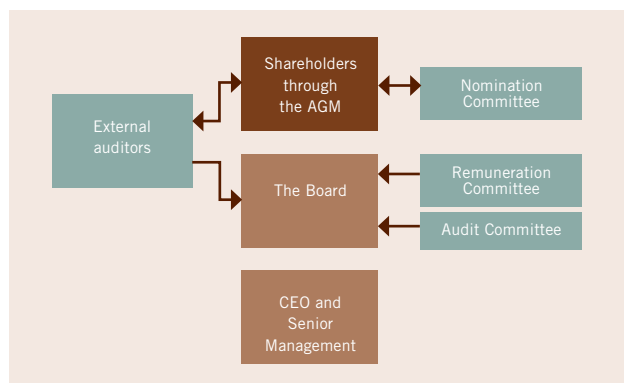 Shareholders
through
the AGM
Nomination
Committee
External
auditors
The Board
Remuneration
Committee
Audit Committee
CEO and
Senior
Management